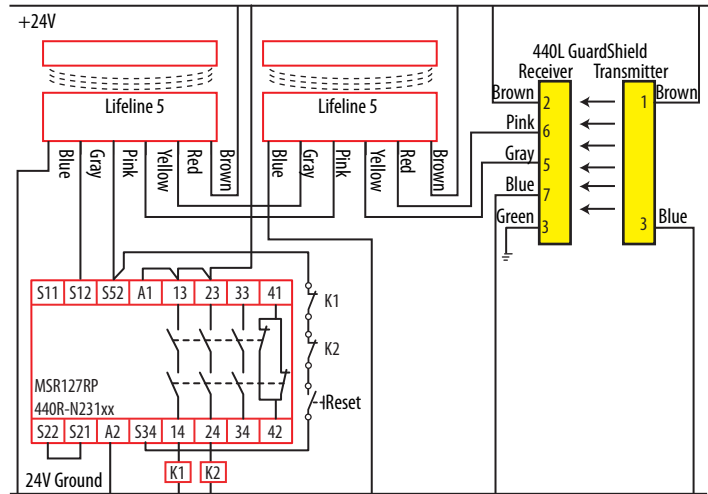 +24V
440L GuardShield
Receiver Transmitter
Lifeline 5 Lifeline 5
Brown 2 1 Brown
Pink 6
Gray 5
Blue 7
Green 3 3 Blue
Blue Gray Pink Yellow Red Brown Blue Gray Pink Yellow Red Brown
S11 S12 S52 A1 13 23 33 41
K1
K2
Reset
MSR127RP
440R-N231xx
S22 S21 A2 S34 14 24 34 42
K1 K2
24V Ground